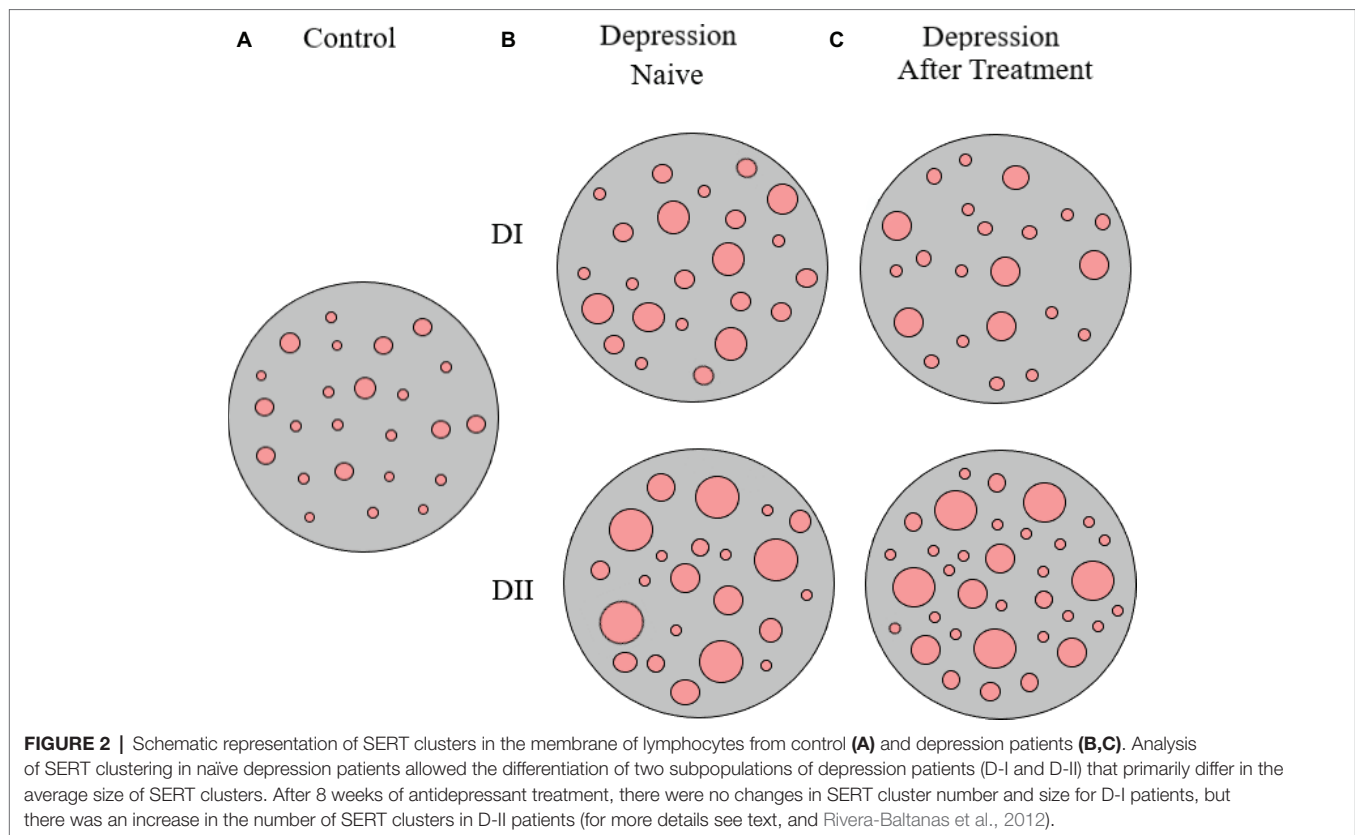 A Control
B Depression
Naive
C Depression
After Treatment
DI
DII
FIGURE 2 | Schematic representation of SERT clusters in the membrane of lymphocytes from control (A) and depression patients (B,C). Analysis
of SERT clustering in naïve depression patients allowed the differentiation of two subpopulations of depression patients (D-I and D-II) that primarily differ in the
average size of SERT clusters. After 8 weeks of antidepressant treatment, there were no changes in SERT cluster number and size for D-I patients, but
there was an increase in the number of SERT clusters in D-II patients (for more details see text, and Rivera-Baltanas et al., 2012).